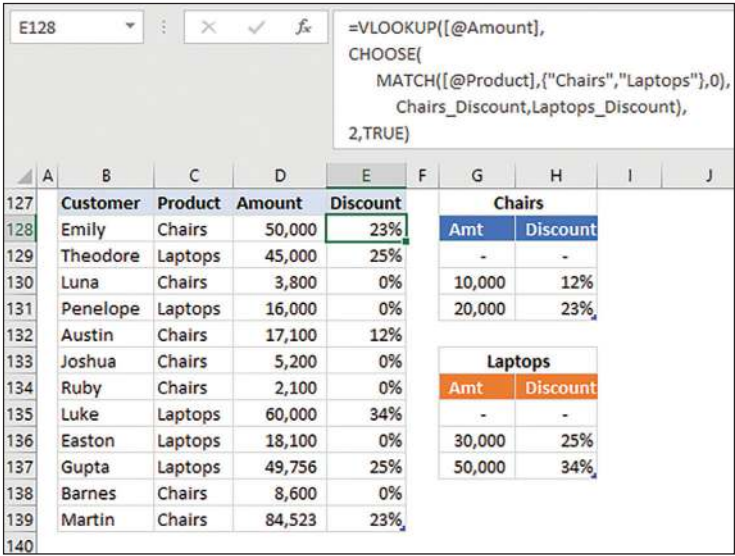 E128 fx =VLOOKUP([@Amount],
CHOOSE(
MATCH([@Product],{"Chairs","Laptops"},0),
Chairs_Discount,Laptops_Discount),
2,TRUE)
A B C D E F G H I J
127 Customer Product Amount Discount Chairs
128 Emily Chairs 50,000 23% Amt Discount
129 Theodore Laptops 45,000 25% - -
130 Luna Chairs 3,800 0% 10,000 12%
131 Penelope Laptops 16,000 0% 20,000 23%
132 Austin Chairs 17,100 12%
133 Joshua Chairs 5,200 0% Laptops
134 Ruby Chairs 2,100 0% Amt Discount
135 Luke Laptops 60,000 34% - -
136 Easton Laptops 18,100 0% 30,000 25%
137 Gupta Laptops 49,756 25% 50,000 34%
138 Barnes Chairs 8,600 0%
139 Martin Chairs 84,523 23%
140